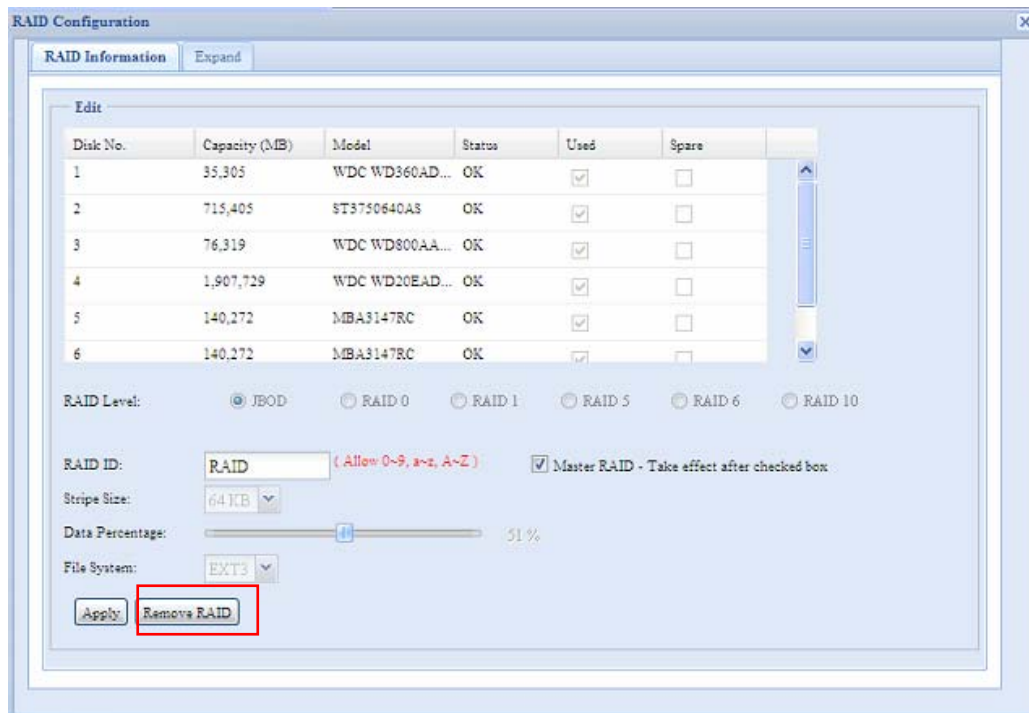 RAID Configuration
RAID Information Expand
Edit
Disk No. Capacity (MB) Model Status Used Spare
1 35,305 WDC WD360AD... OK
2 715,405 ST3750640AS OK
3 76,319 WDC WD800AA... OK
4 1,907,729 WDC WD20EAD... OK
5 140,272 MBA3147RC OK
6 140,272 MBA3147RC OK
RAID Level: JBOD RAID 0 RAID 1 RAID 5 RAID 6 RAID 10
RAID ID: RAID ( Allow 0~9, a~z, A~Z ) Master RAID - Take effect after checked box
Stripe Size: 64 KB
Data Percentage: 51 %
File System: EXT3
Apply Remove RAID